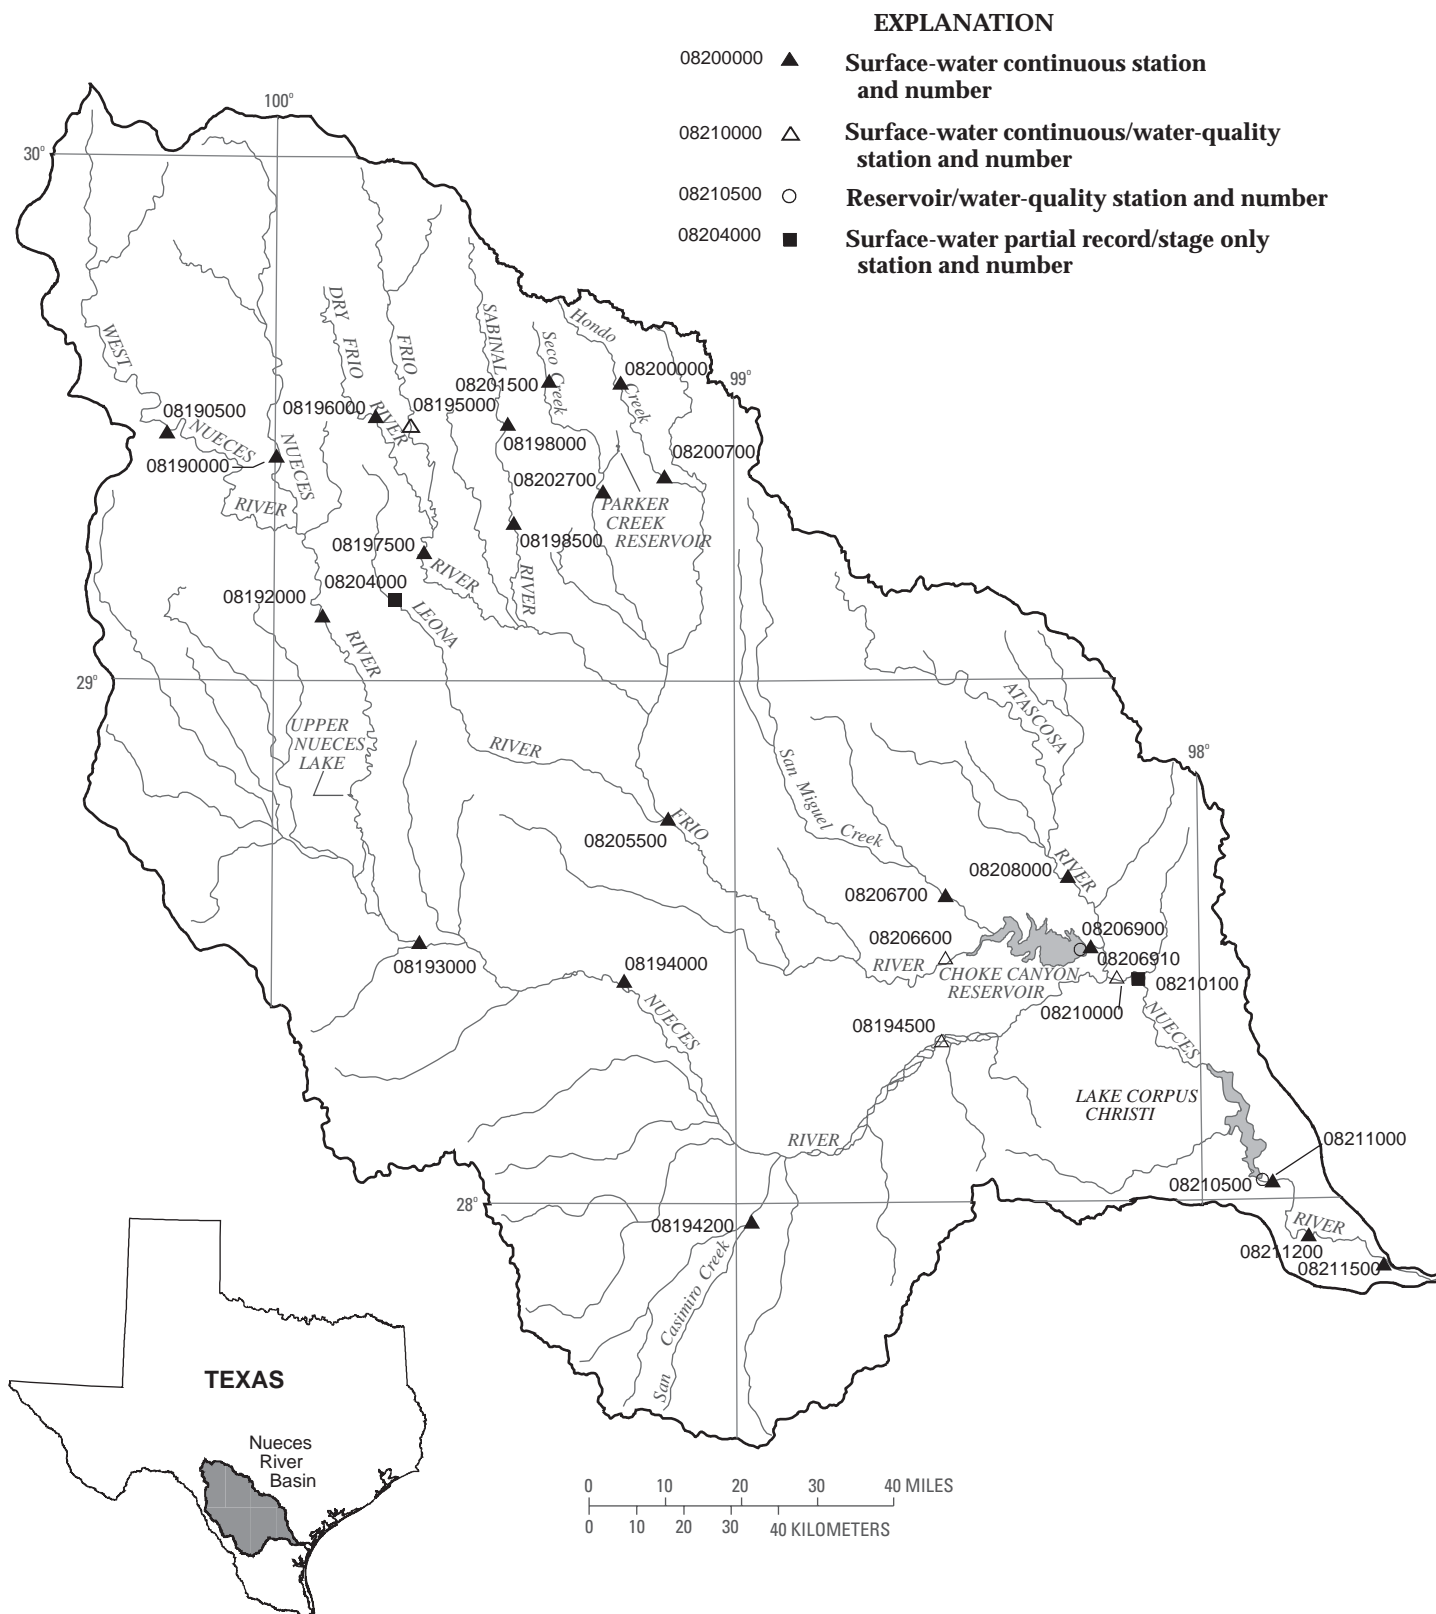 EXPLANATION
08200000
Surface-water continuous station
and number
08210000
Surface-water continuous/water-quality
station and number
08210500
Reservoir/water-quality station and number
08204000
Surface-water partial record/stage only
station and number
100°
30°
99°
29°
98°
28°
WEST
NUECES
RIVER
NUECES
RIVER
DRY
FRIO
RIVER
FRIO
RIVER
SABINAL
RIVER
Seco
Creek
Hondo
Creek
08201500
08200000
08190500
08196000
08195000
08198000
08190000
08200700
08202700
PARKER
CREEK
RESERVOIR
08198500
08197500
08204000
08192000
LEONA
RIVER
UPPER
NUECES
LAKE
ATASCOSA
RIVER
San Miguel
Creek
FRIO
RIVER
08205500
08208000
08206700
08206600
08206900
08206910
CHOKE CANYON
RESERVOIR
08210100
08210000
08193000
08194000
NUECES
RIVER
08194500
NUECES
LAKE CORPUS
CHRISTI
08211000
08210500
RIVER
08211200
08211500
08194200
San
Casimiro Creek
TEXAS
Nueces
River
Basin
0 10 20 30 40 MILES
0 10 20 30 40 KILOMETERS